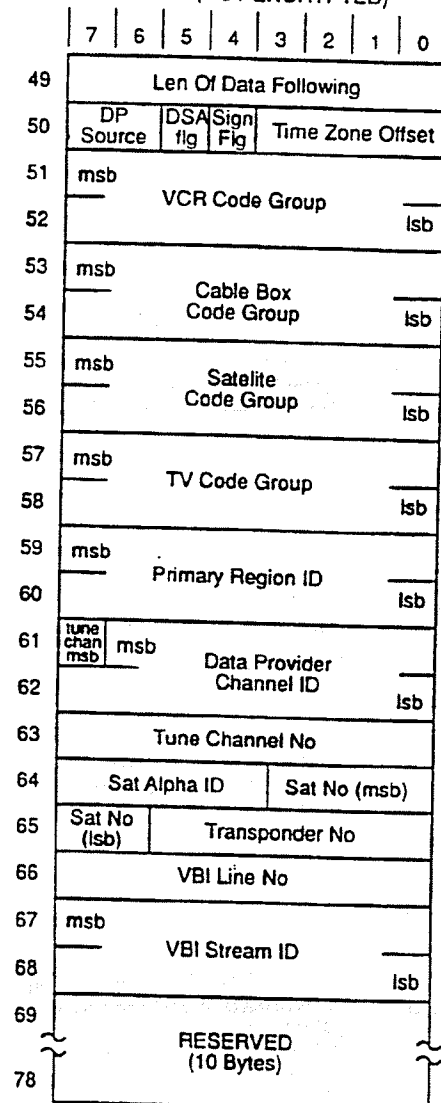 7 6 5 4 3 2 1 0
49 Len Of Data Following
50 DP Source DSA flg Sign Flg Time Zone Offset
51 msb
VCR Code Group
52 lsb
53 msb
Cable Box
54 Code Group lsb
55 msb
Satelite
56 Code Group lsb
57 msb
TV Code Group
58 lsb
59 msb
Primary Region ID
60 lsb
61 tune chan msb msb
Data Provider
62 Channel ID lsb
63 Tune Channel No
64 Sat Alpha ID Sat No (msb)
65 Sat No (lsb) Transponder No
66 VBI Line No
67 msb
VBI Stream ID
68 lsb
69
RESERVED
(10 Bytes)
78